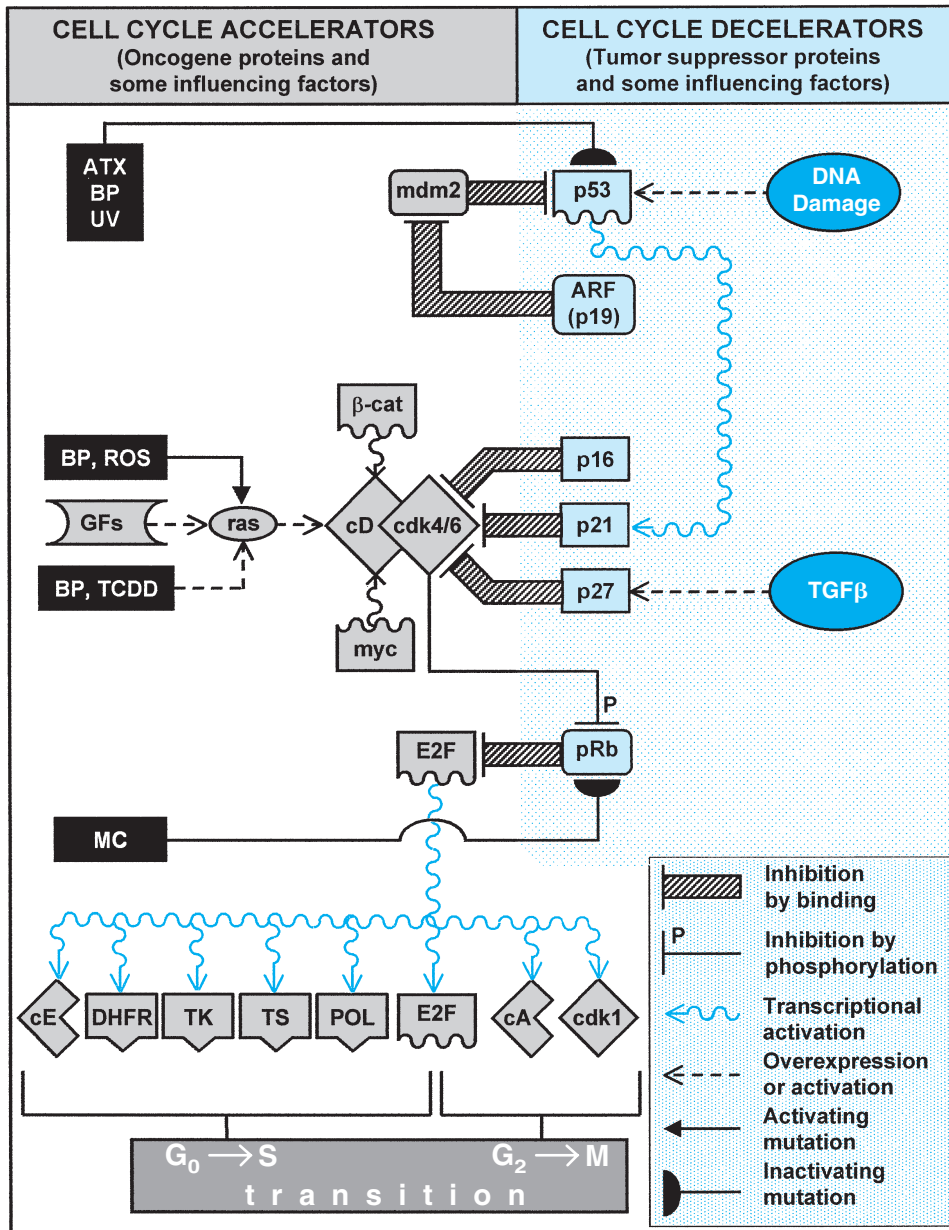 CELL CYCLE ACCELERATORS
(Oncogene proteins and
some influencing factors)
CELL CYCLE DECELERATORS
(Tumor suppressor proteins
and some influencing factors)
ATX
BP
UV
mdm2
p53
DNA
Damage
ARF
(p19)
β-cat
BP, ROS
p16
GFs
ras
cD
cdk4/6
p21
BP, TCDD
p27
TGFβ
myc
P
E2F
pRb
MC
cE
DHFR
TK
TS
POL
E2F
cA
cdk1
G₀ → S
G₂ → M
transition
Inhibition
by binding
P
Inhibition by
phosphorylation
Transcriptional
activation
Overexpression
or activation
Activating
mutation
Inactivating
mutation